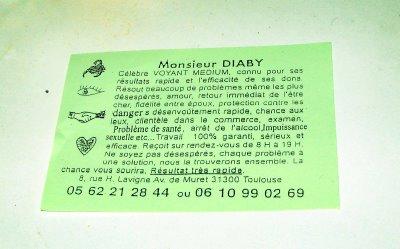 Monsieur DIABY
Célèbre VOYANT MEDIUM, connu pour ses
résultats rapide et l'efficacité de ses dons.
Résout beaucoup de problèmes même les plus
désespérés, amour, retour immédiat de l'être
cher, fidélité entre époux, protection contre les
dangers désenvoûtement rapide, chance aux
jeux, clientèle dans le commerce, examen,
Problème de santé, arrêt de l'alcool, Impuissance
sexuelle etc...Travail 100% garanti, sérieux et
efficace. Reçoit sur rendez-vous de 8 H à 19 H.
Ne soyez pas désespérés, chaque problème à
une solution, nous la trouverons ensemble. La
chance vous sourira. Résultat très rapide.
8, rue H. Lavigne Av. de Muret 31300 Toulouse
05 62 21 28 44 ou 06 10 99 02 69